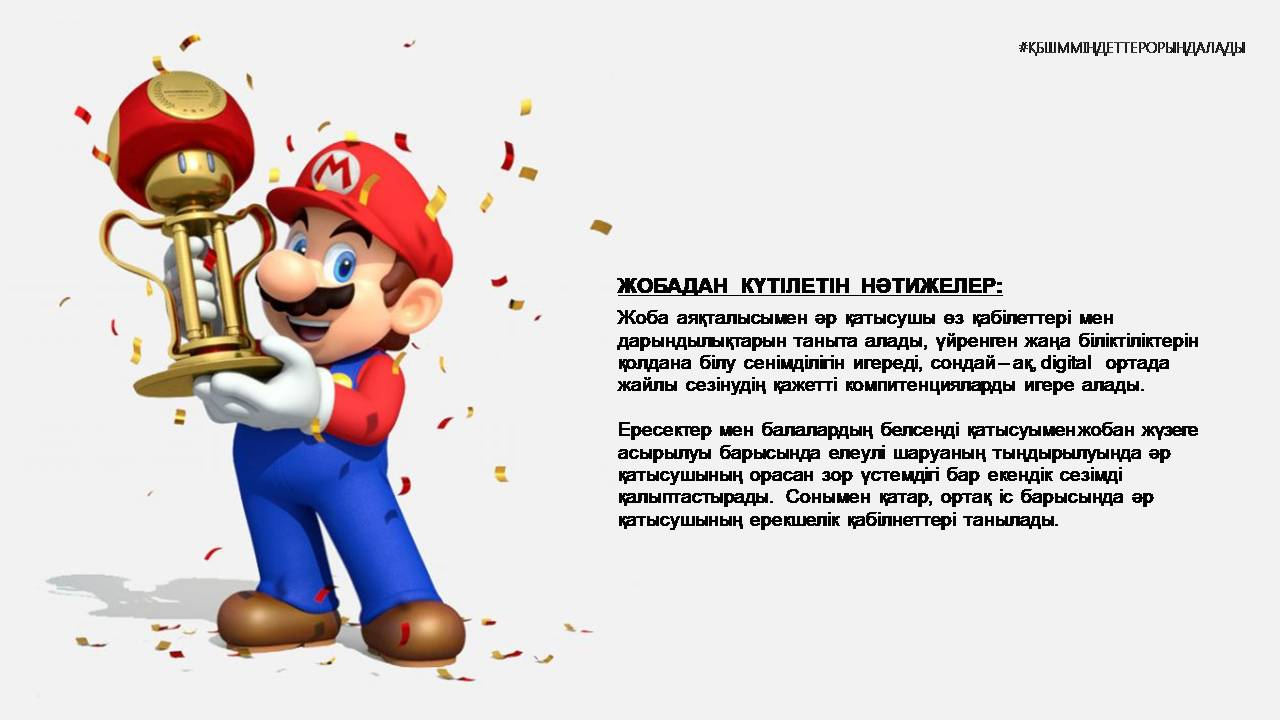 #ҚБШММІНДЕТТЕРОРЫНДАЛАДЫ
ЖОБАДАН КҮТІЛЕТІН НӘТИЖЕЛЕР:
Жоба аяқталысымен әр қатысушы өз қабілеттері мен
дарындылықтарын таныта алады, үйренген жаңа біліктіліктерін
қолдана білу сенімділігін игереді, сондай – ақ, digital ортада
жайлы сезінудің қажетті компитенцияларды игере алады.
Ересектер мен балалардың белсенді қатысуыменжобан жүзеге
асырылуы барысында елеулі шаруаның тыңдырылуында әр
қатысушының орасан зор үстемдігі бар екендік сезімді
қалыптастырады. Сонымен қатар, ортақ іс барысында әр
қатысушының ерекшелік қабілнеттері танылады.
M